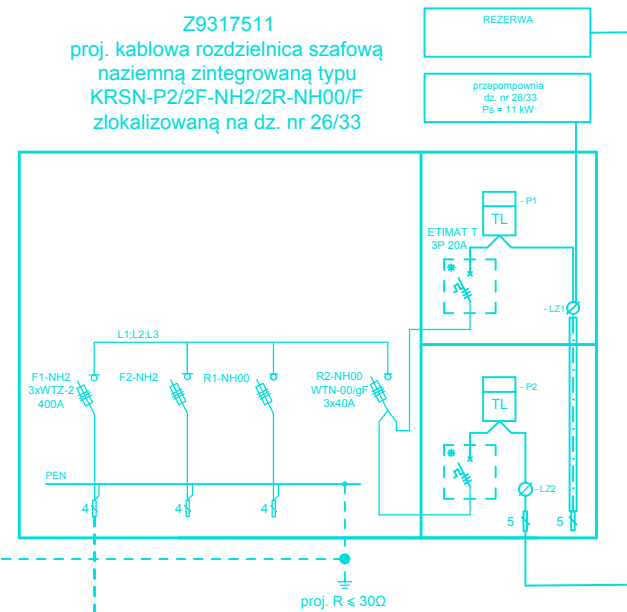 Z9317511
proj. kablowa rozdzielnica szafową
naziemną zintegrowaną typu
KRSN-P2/2F-NH2/2R-NH00/F
zlokalizowaną na dz. nr 26/33
REZERWA
przepompownia
dz. nr 26/33
Ps = 11 kW
- P1
TL
ETIMAT T
3P 20A
- LZ1
L1;L2;L3
F1-NH2
3xWTZ-2
400A
F2-NH2
R1-NH00
R2-NH00
WTN-00/gF
3x40A
- P2
TL
- LZ2
PEN
4
4
4
5
5
proj. R ≤ 30Ω